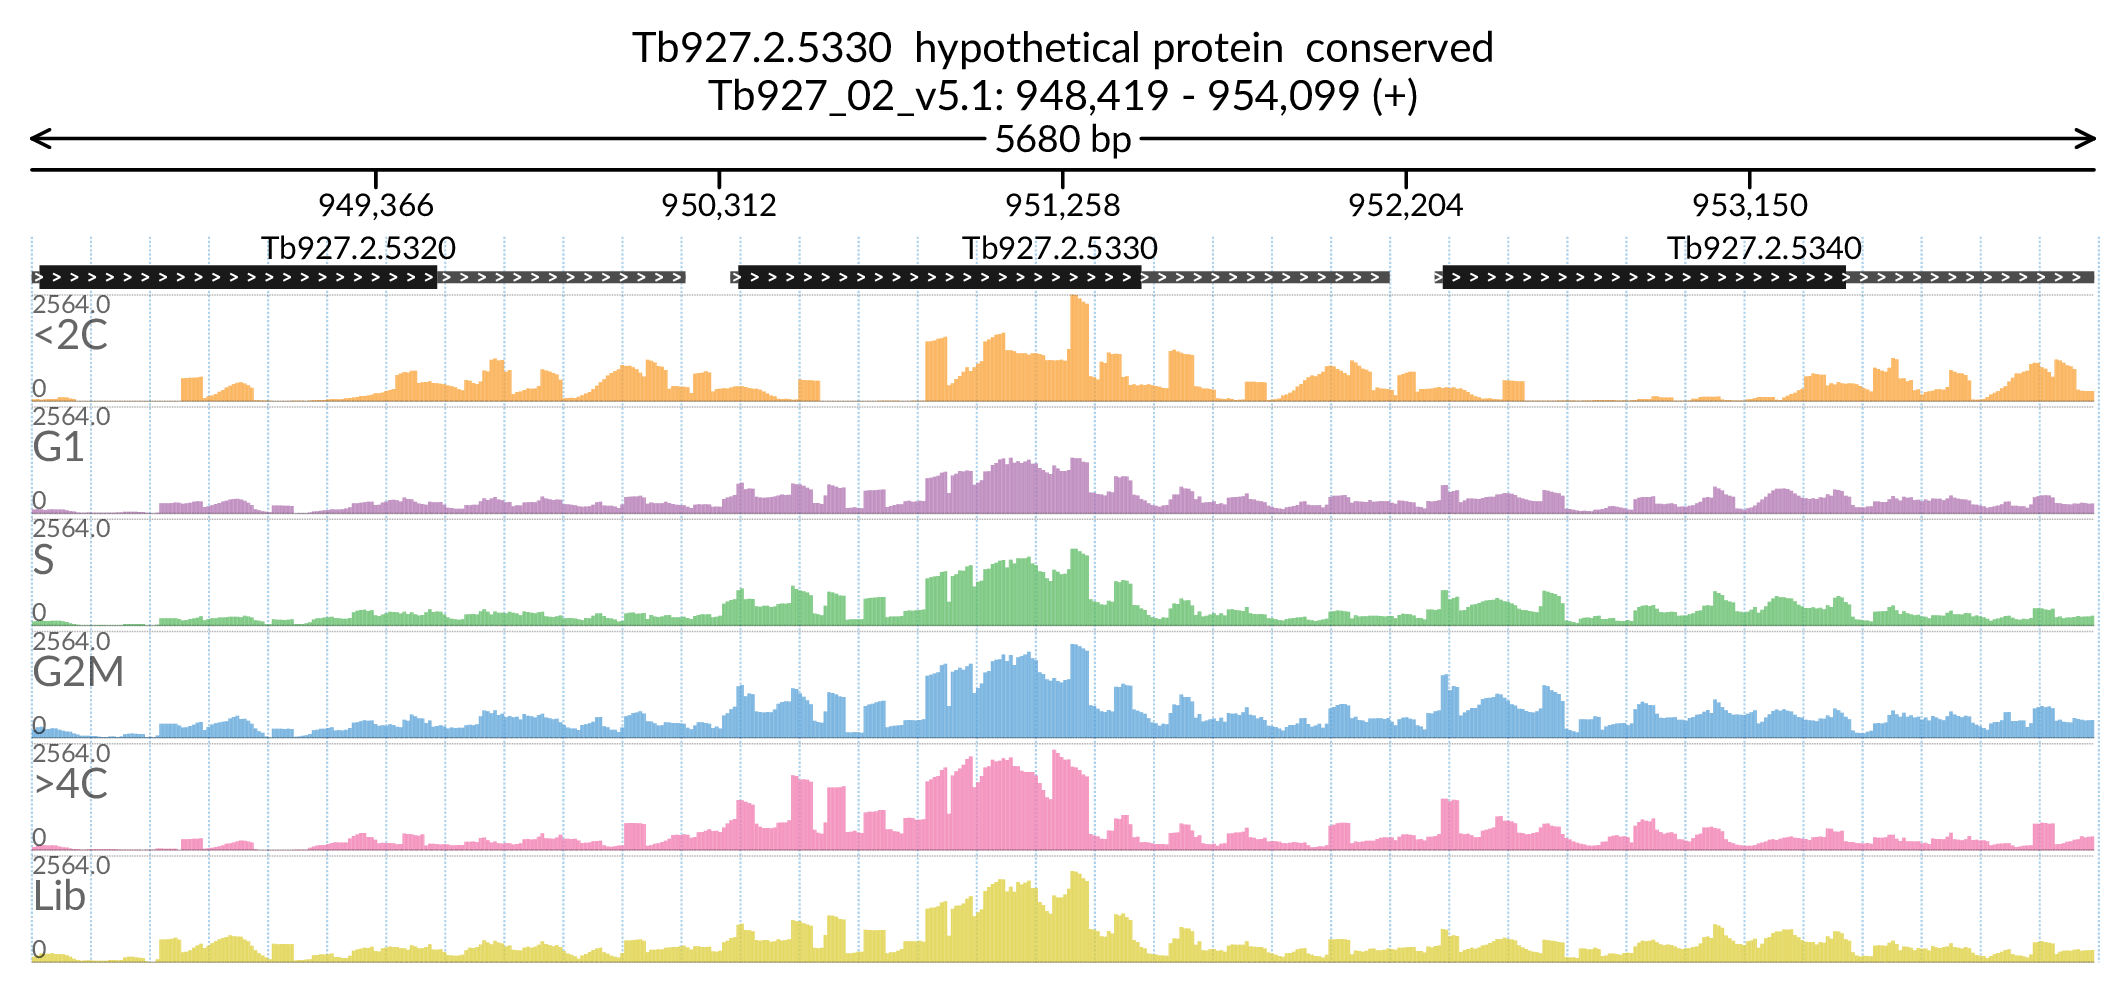 Tb927.2.5330 hypothetical protein conserved
Tb927_02_v5.1: 948,419 - 954,099 (+)
5680 bp
949,366 950,312 951,258 952,204 953,150
Tb927.2.5320 Tb927.2.5330 Tb927.2.5340
2564.0
<2C
0
2564.0
G1
0
2564.0
S
0
2564.0
G2M
0
2564.0
>4C
0
2564.0
Lib
0